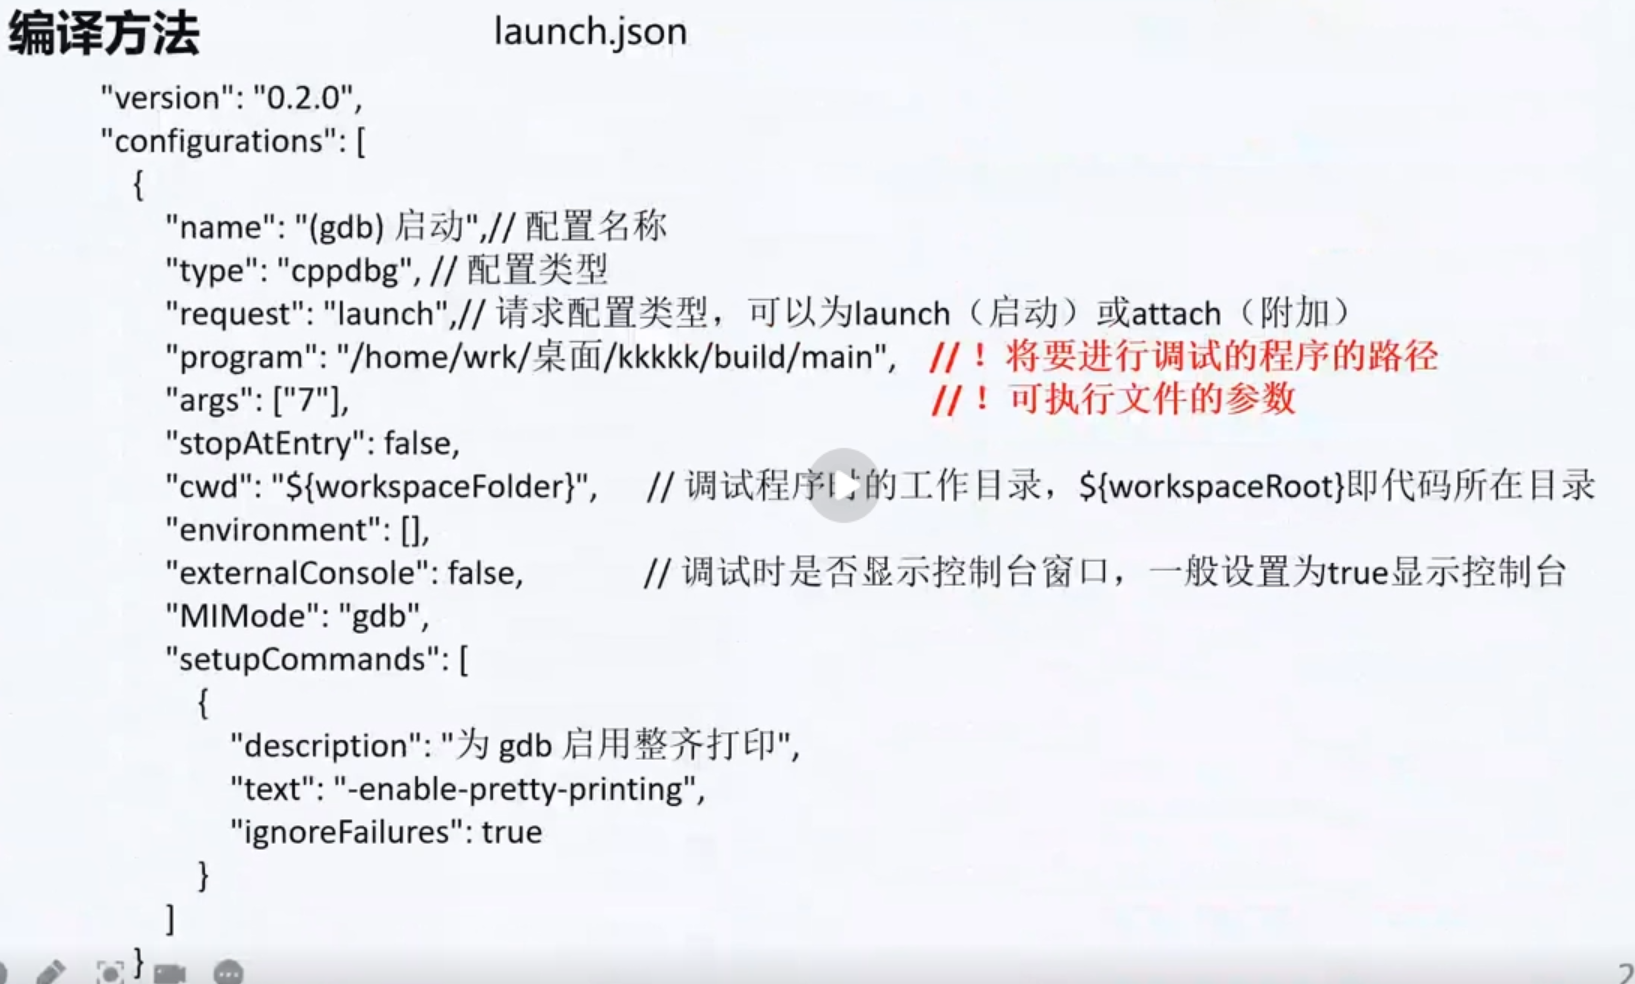 编译方法
launch.json
"version": "0.2.0",
"configurations": [
{
"name": "(gdb) 启动",// 配置名称
"type": "cppdbg", // 配置类型
"request": "launch",// 请求配置类型，可以为launch（启动）或attach（附加）
"program": "/home/wrk/桌面/kkkkk/build/main", //！将要进行调试的程序的路径
"args": ["7"], //！可执行文件的参数
"stopAtEntry": false,
"cwd": "${workspaceFolder}", // 调试程序时的工作目录，${workspaceRoot}即代码所在目录
"environment": [],
"externalConsole": false, // 调试时是否显示控制台窗口，一般设置为true显示控制台
"MIMode": "gdb",
"setupCommands": [
{
"description": "为 gdb 启用整齐打印",
"text": "-enable-pretty-printing",
"ignoreFailures": true
}
]
}